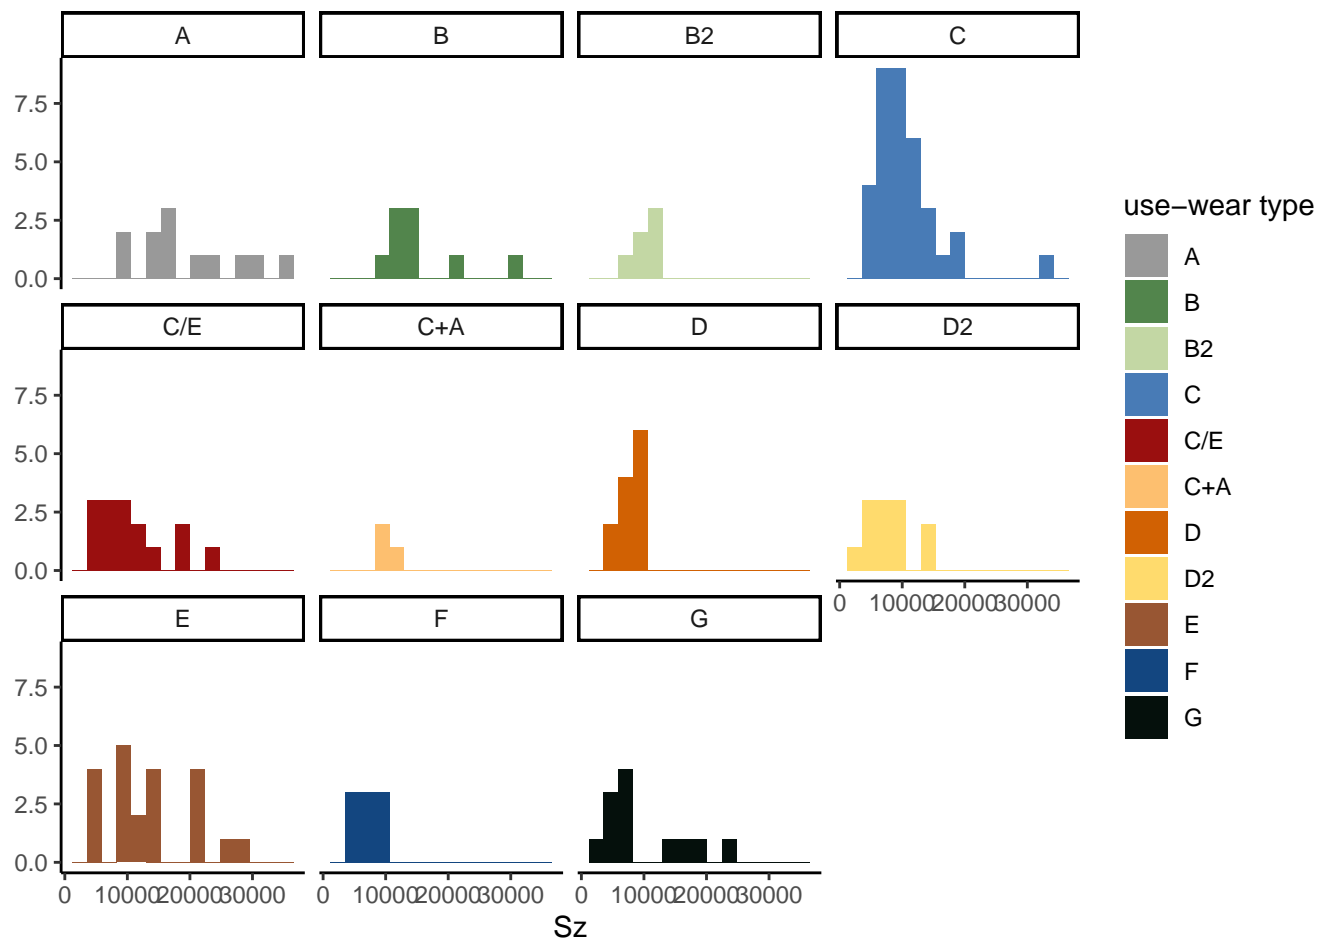 A B B2 C
7.5
5.0
2.5
0.0
C/E C+A D D2
7.5
5.0
2.5
0.0
0 10000 20000 30000
E F G
7.5
5.0
2.5
0.0
0 10000 20000 30000 0 10000 20000 30000 0 10000 20000 30000
Sz
use−wear type
A
B
B2
C
C/E
C+A
D
D2
E
F
G